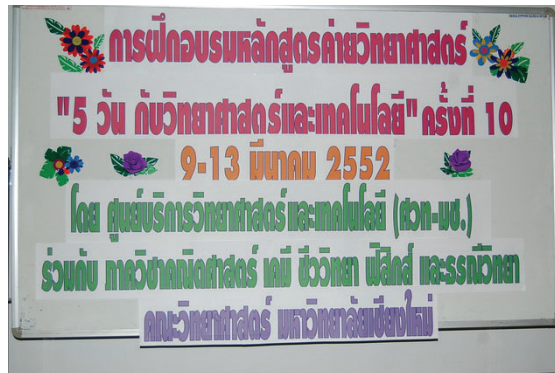 การฝึกอบรมหลักสูตรค่ายวิทยาศาสตร์
"5 วัน กับวิทยาศาสตร์และเทคโนโลยี" ครั้งที่ 10
9-13 มีนาคม 2552
โดย ศูนย์บริการวิทยาศาสตร์และเทคโนโลยี (ศวท-มช.)
ร่วมกับ ภาควิชาคณิตศาสตร์ เคมี ชีววิทยา ฟิสิกส์ และธรณีวิทยา
คณะวิทยาศาสตร์ มหาวิทยาลัยเชียงใหม่